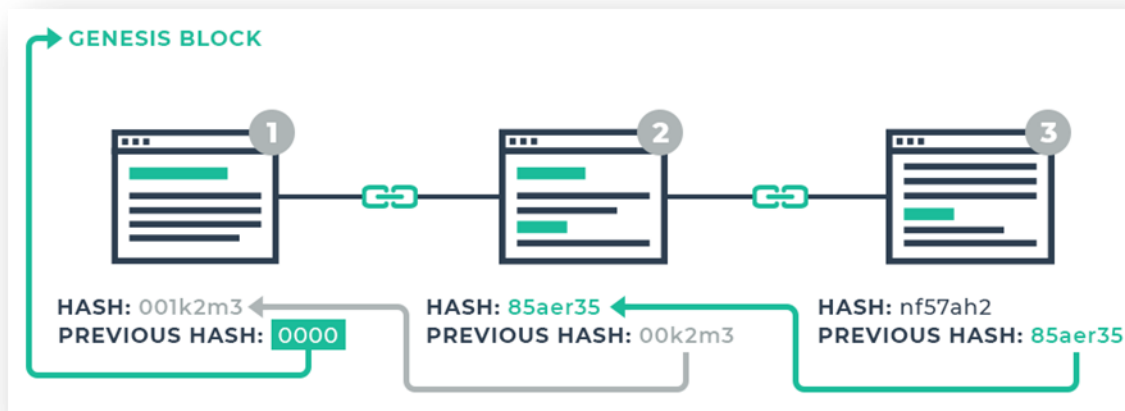 GENESIS BLOCK
1
2
3
HASH: 001k2m3
PREVIOUS HASH: 0000
HASH: 85aer35
PREVIOUS HASH: 00k2m3
HASH: nf57ah2
PREVIOUS HASH: 85aer35